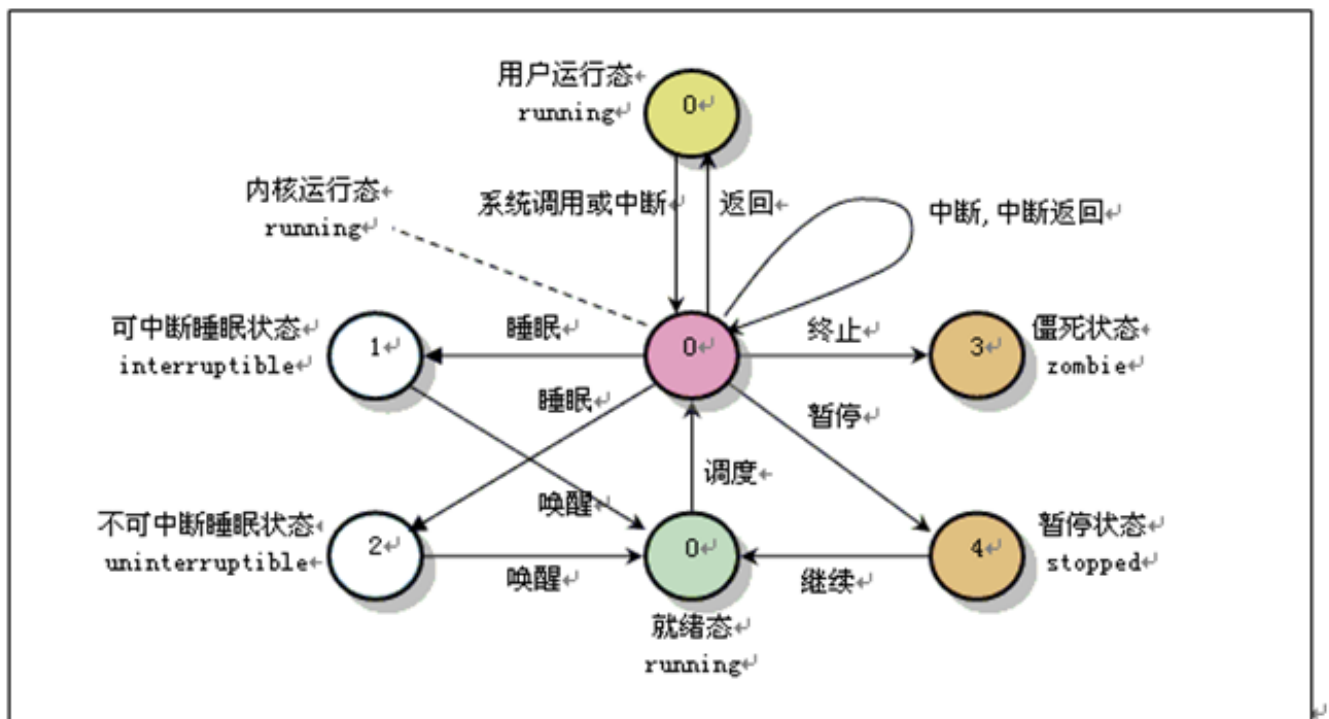 用户运行态
running
0
内核运行态
running
系统调用或中断
返回
中断, 中断返回
可中断睡眠状态
interruptible
1
睡眠
0
终止
3
僵死状态
zombie
睡眠
暂停
调度
唤醒
不可中断睡眠状态
uninterruptible
2
唤醒
0
继续
4
暂停状态
stopped
就绪态
running